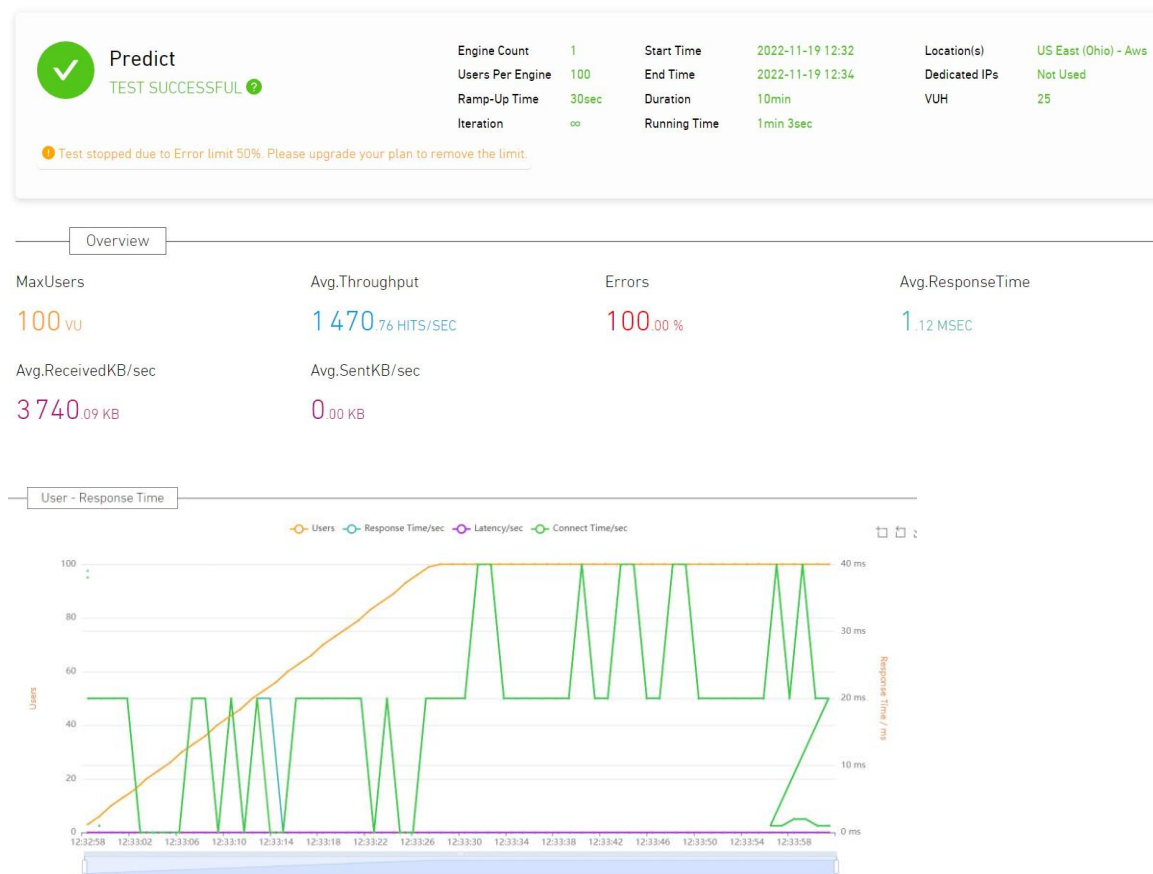 Predict
TEST SUCCESSFUL ?
Engine Count 1
Users Per Engine 100
Ramp-Up Time 30sec
Iteration ∞
Start Time 2022-11-19 12:32
End Time 2022-11-19 12:34
Duration 10min
Running Time 1min 3sec
Location(s) US East (Ohio) - Aws
Dedicated IPs Not Used
VUH 25
! Test stopped due to Error limit 50%. Please upgrade your plan to remove the limit.
Overview
MaxUsers
100 VU
Avg.Throughput
1 470.76 HITS/SEC
Errors
100.00 %
Avg.ResponseTime
1.12 MSEC
Avg.ReceivedKB/sec
3 740.09 KB
Avg.SentKB/sec
0.00 KB
User - Response Time
Users Response Time/sec Latency/sec Connect Time/sec
100
80
60
40
20
0
Users
40 ms
30 ms
20 ms
10 ms
0 ms
Response Time / ms
12:32:58 12:33:02 12:33:06 12:33:10 12:33:14 12:33:18 12:33:22 12:33:26 12:33:30 12:33:34 12:33:38 12:33:42 12:33:46 12:33:50 12:33:54 12:33:58